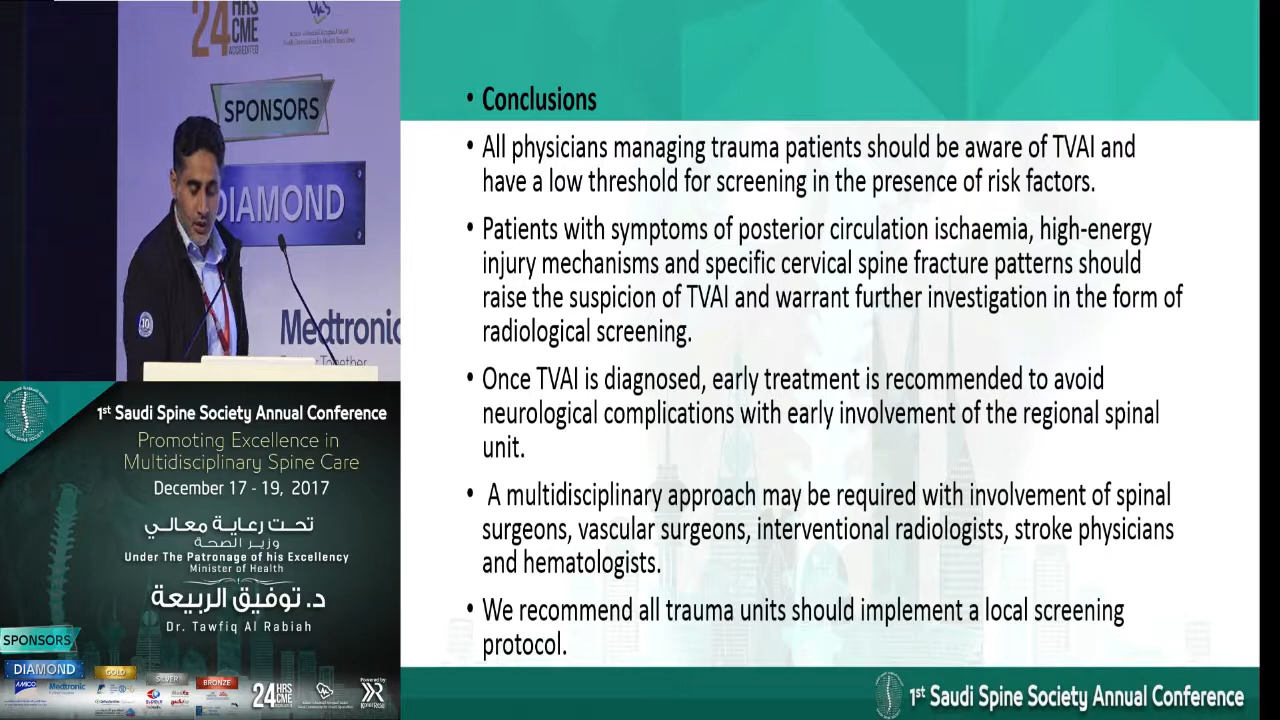 24 HRS
CME
ACCREDITED
SPONSORS
DIAMOND
Medtronic
Together
1st Saudi Spine Society Annual Conference
Promoting Excellence in
Multidisciplinary Spine Care
December 17 - 19, 2017
تحت رعاية معالي
وزير الصحة
Under The Patronage of his Excellency
Minister of Health
د. توفيق الربيعة
Dr. Tawfiq Al Rabiah
SPONSORS
DIAMOND
GOLD
SILVER
BRONZE
AMICO
Medtronic
24 HRS
CME
Powered by
• Conclusions
• All physicians managing trauma patients should be aware of TVAI and
have a low threshold for screening in the presence of risk factors.
• Patients with symptoms of posterior circulation ischaemia, high-energy
injury mechanisms and specific cervical spine fracture patterns should
raise the suspicion of TVAI and warrant further investigation in the form of
radiological screening.
• Once TVAI is diagnosed, early treatment is recommended to avoid
neurological complications with early involvement of the regional spinal
unit.
• A multidisciplinary approach may be required with involvement of spinal
surgeons, vascular surgeons, interventional radiologists, stroke physicians
and hematologists.
• We recommend all trauma units should implement a local screening
protocol.
1st Saudi Spine Society Annual Conference